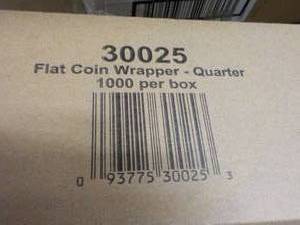 30025
Flat Coin Wrapper - Quarter
1000 per box
0 93775 30025 3